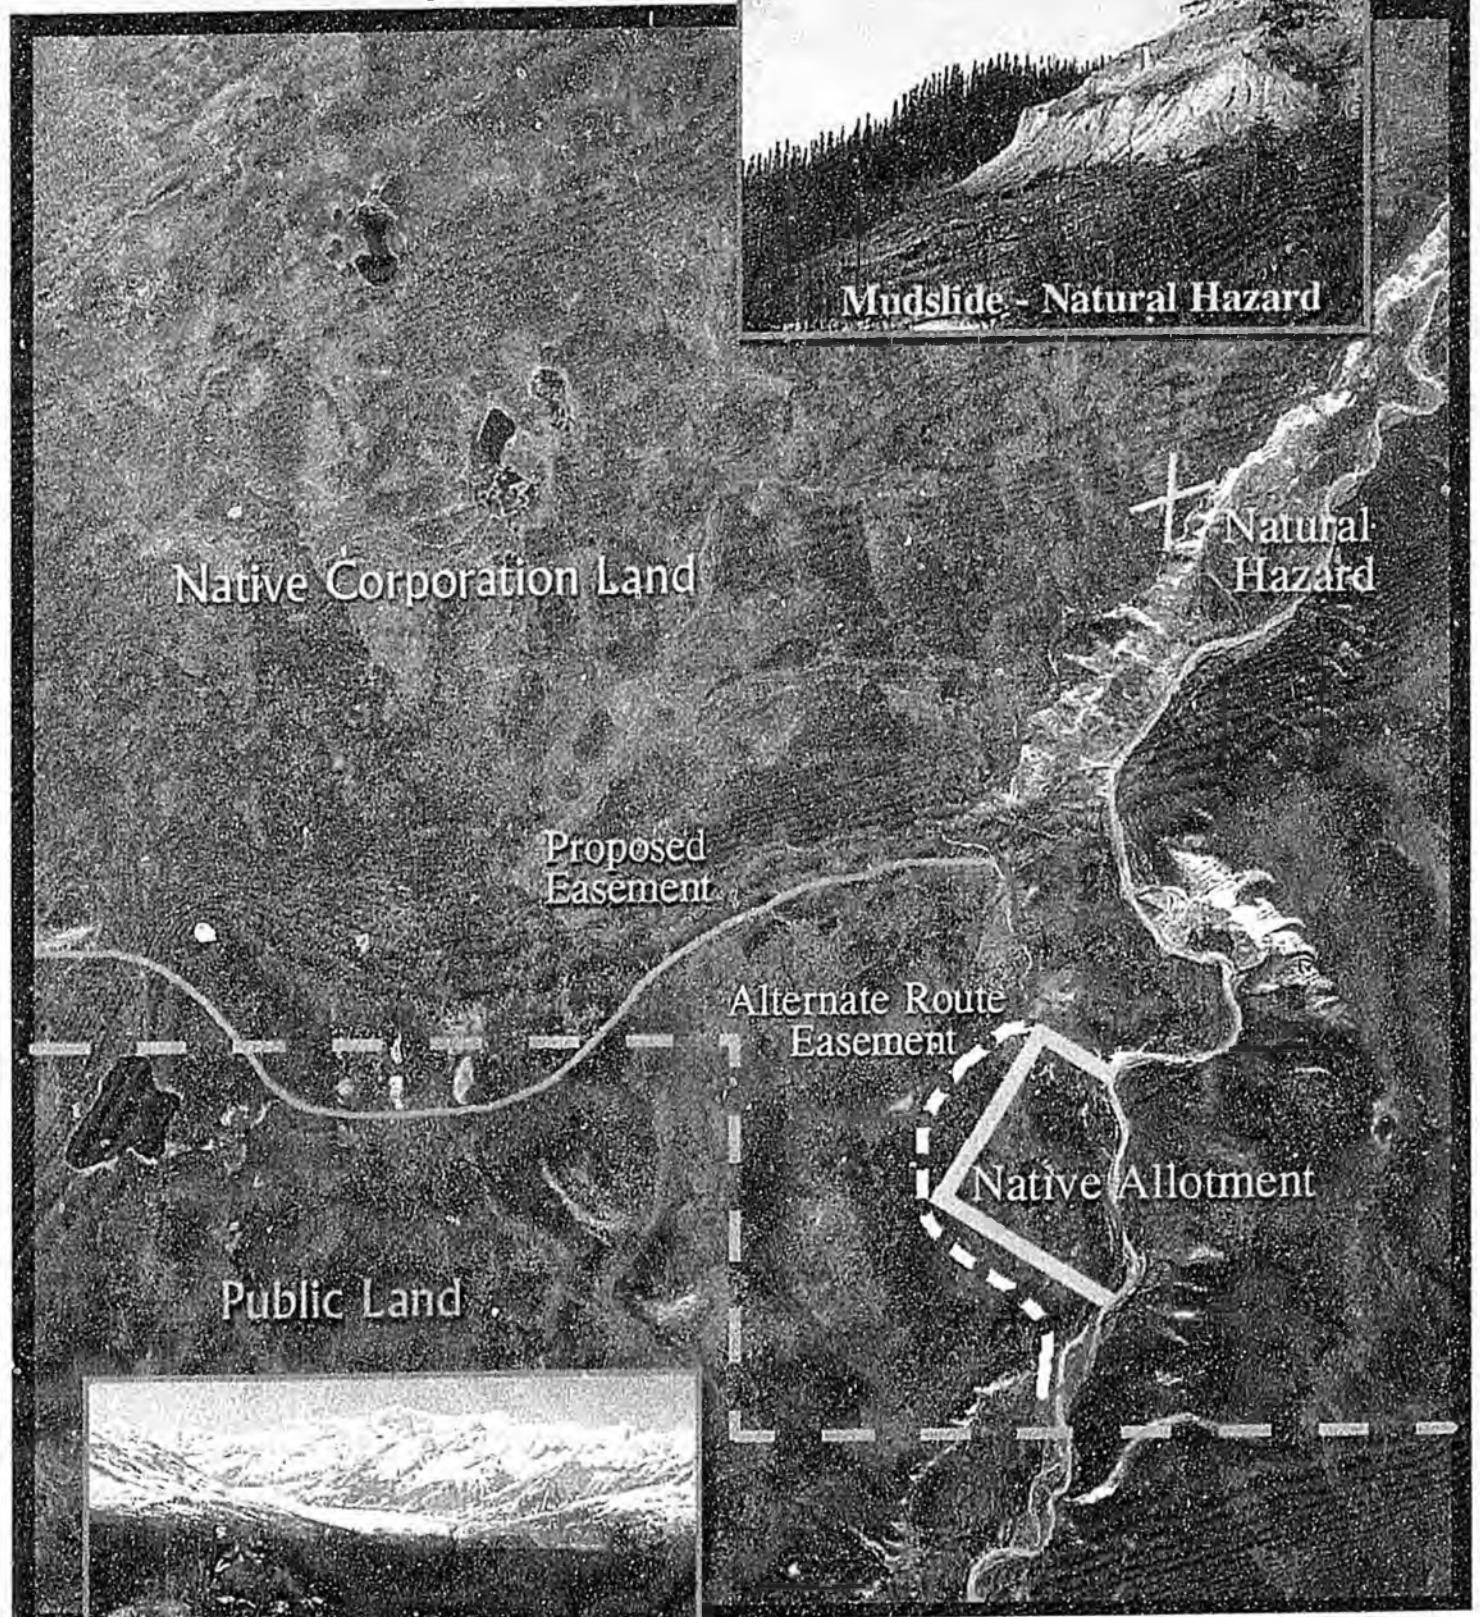 Mudslide - Natural Hazard
Natural
Hazard
Native Corporation Land
Proposed
Easement
Alternate Route
Easement
Native Allotment
Public Land